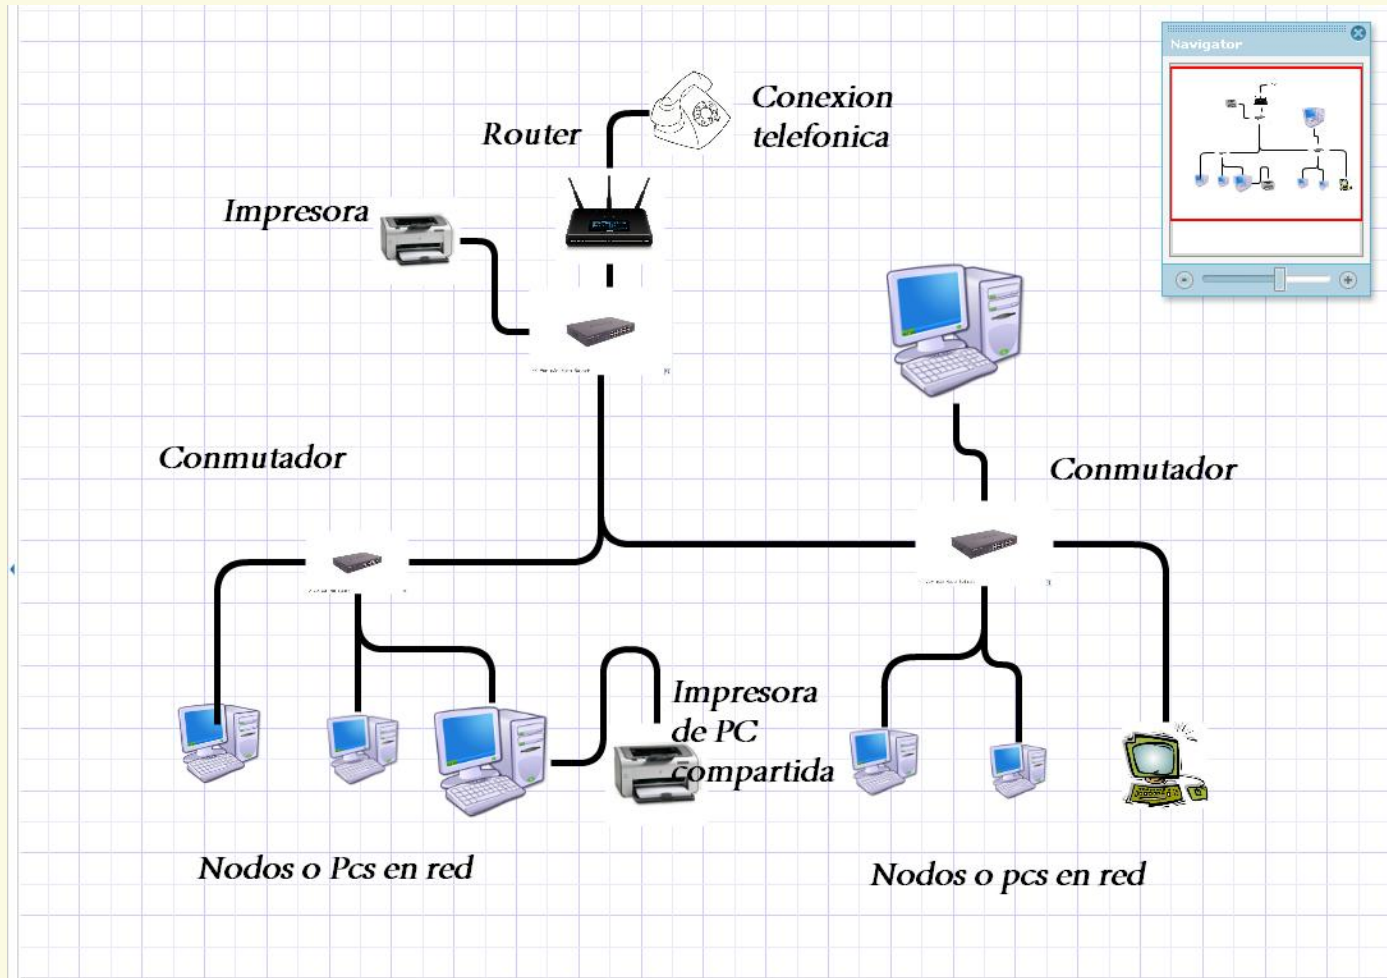 Navigator
Conexion
telefonica
Router
Impresora
Conmutador
Conmutador
Impresora
de PC
compartida
Nodos o Pcs en red
Nodos o pcs en red